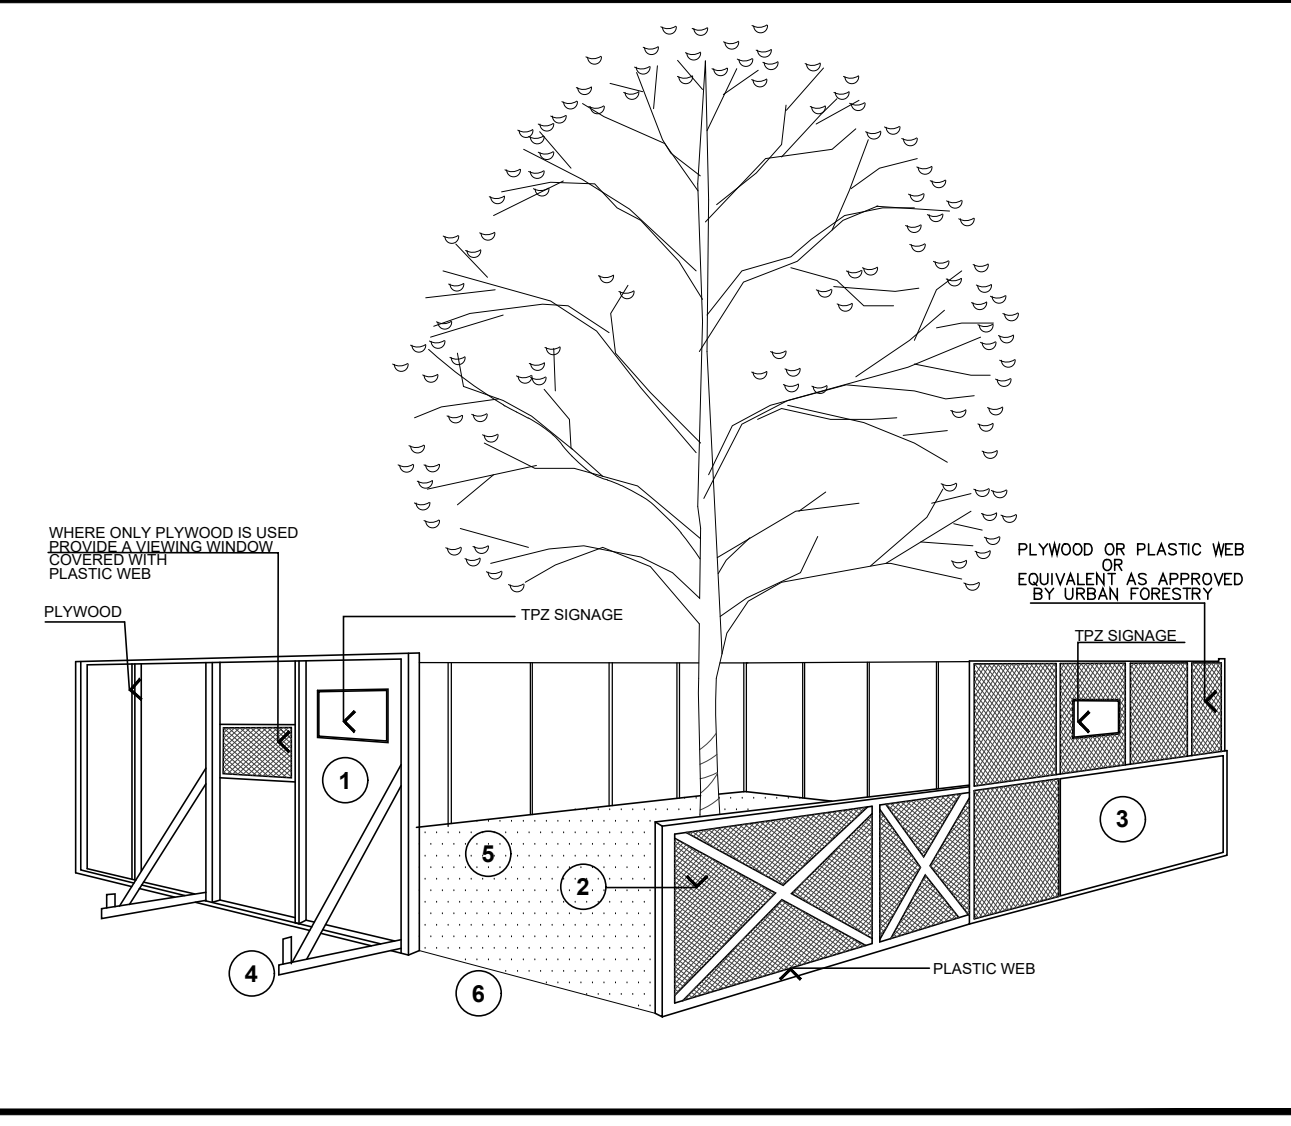 WHERE ONLY PLYWOOD IS USED
PROVIDE A VIEWING WINDOW
COVERED WITH
PLASTIC WEB
PLYWOOD
TPZ SIGNAGE
PLYWOOD OR PLASTIC WEB
OR
EQUIVALENT AS APPROVED
BY URBAN FORESTRY
TPZ SIGNAGE
1
3
5
2
4
6
PLASTIC WEB